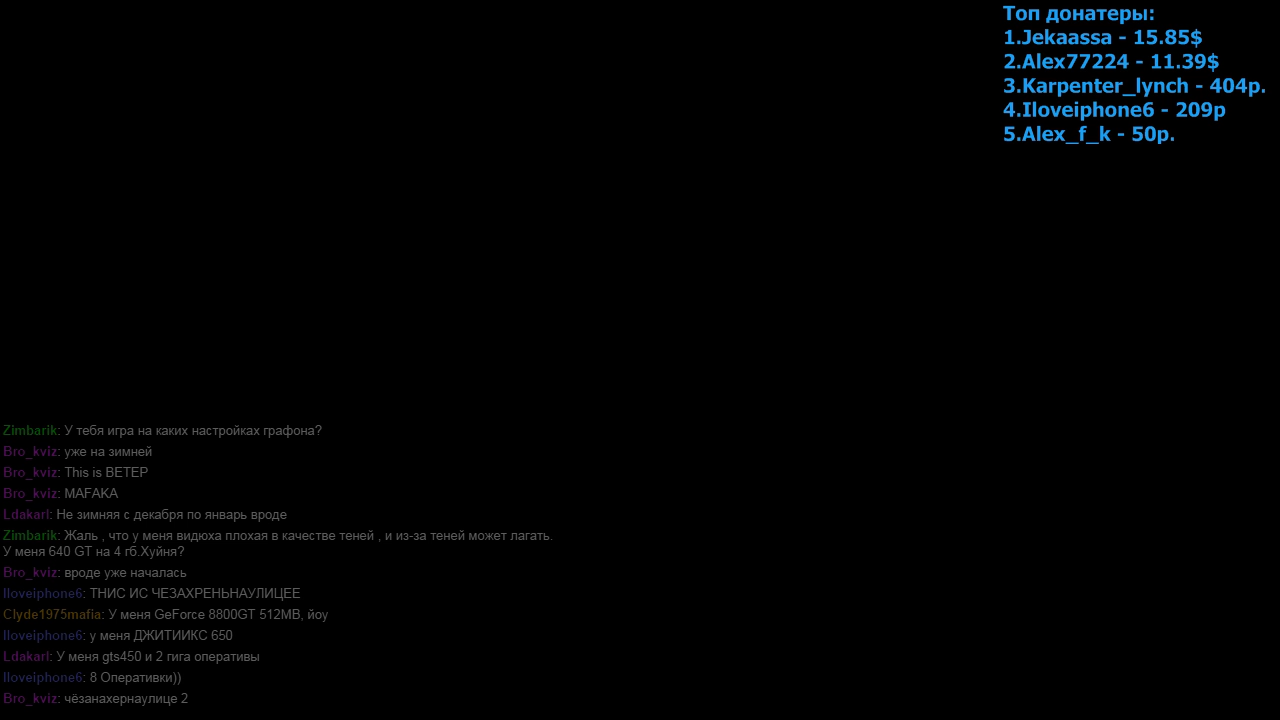 Топ донатеры:
1.Jekaassa - 15.85$
2.Alex77224 - 11.39$
3.Karpenter_lynch - 404р.
4.Iloveiphone6 - 209р
5.Alex_f_k - 50р.
Zimbarik: У тебя игра на каких настройках графона?
Bro_kviz: уже на зимней
Bro_kviz: This is ВЕТЕР
Bro_kviz: MAFAKA
Ldakarl: Не зимняя с декабря по январь вроде
Zimbarik: Жаль , что у меня видюха плохая в качестве теней , и из-за теней может лагать.
У меня 640 GT на 4 гб.Хуйня?
Bro_kviz: вроде уже началась
Iloveiphone6: ТНИС ИС ЧЕЗАХРЕНЬНАУЛИЦЕЕ
Clyde1975mafia: У меня GeForce 8800GT 512MB, йоу
Iloveiphone6: у меня ДЖИТИИКС 650
Ldakarl: У меня gts450 и 2 гига оперативы
Iloveiphone6: 8 Оперативки))
Bro_kviz: чёзанахернаулице 2